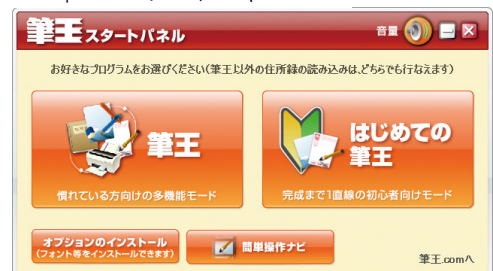 筆王 スタートパネル
音量
お好きなプログラムをお選びください(筆王以外の住所録の読み込みは、どちらでも行なえます)
筆王
慣れている方向けの多機能モード
はじめての
筆王
完成まで1直線の初心者向けモード
オプションのインストール
(フォント等をインストールできます)
簡単操作ナビ
筆王.comへ